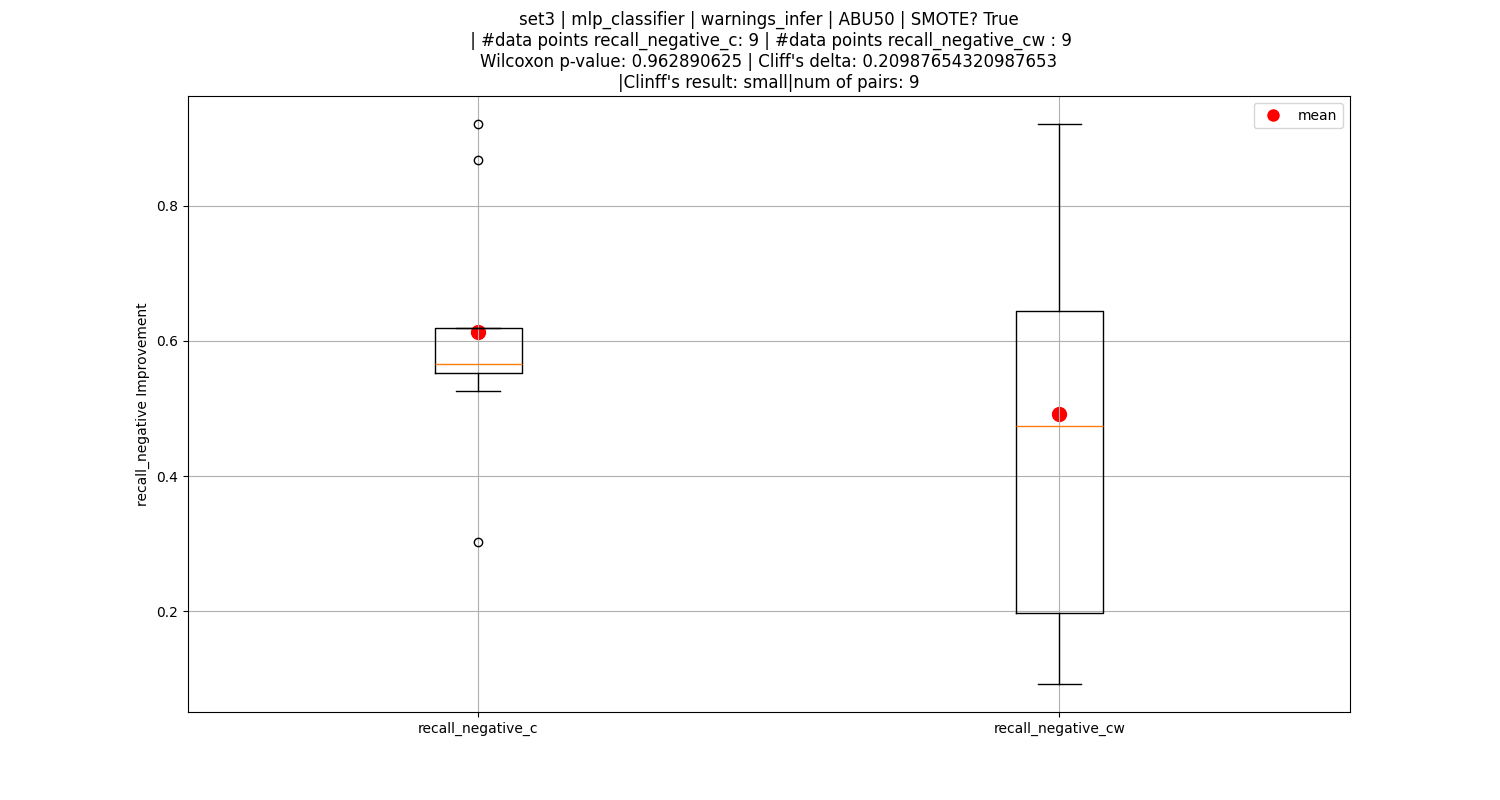 set3 | mlp_classifier | warnings_infer | ABU50 | SMOTE? True
| #data points recall_negative_c: 9 | #data points recall_negative_cw : 9
Wilcoxon p-value: 0.962890625 | Cliff's delta: 0.20987654320987653
|Clinff's result: small|num of pairs: 9
mean
0.8
0.6
0.4
0.2
recall_negative Improvement
recall_negative_c
recall_negative_cw